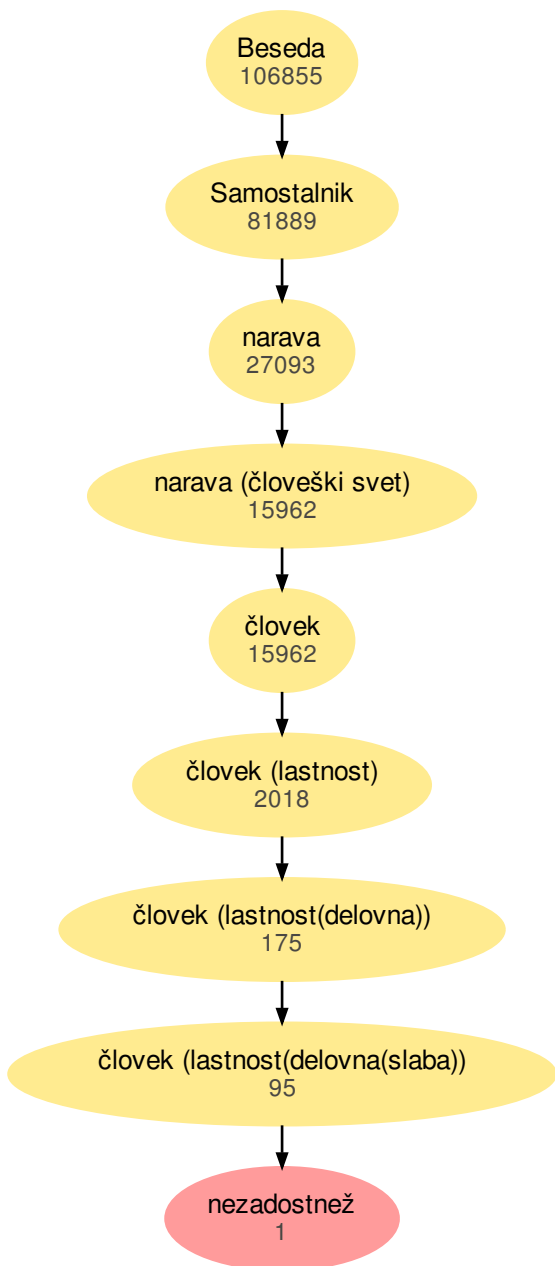 Beseda
106855
Samostalnik
81889
narava
27093
narava (človeški svet)
15962
človek
15962
človek (lastnost)
2018
človek (lastnost(delovna))
175
človek (lastnost(delovna(slaba))
95
nezadostnež
1